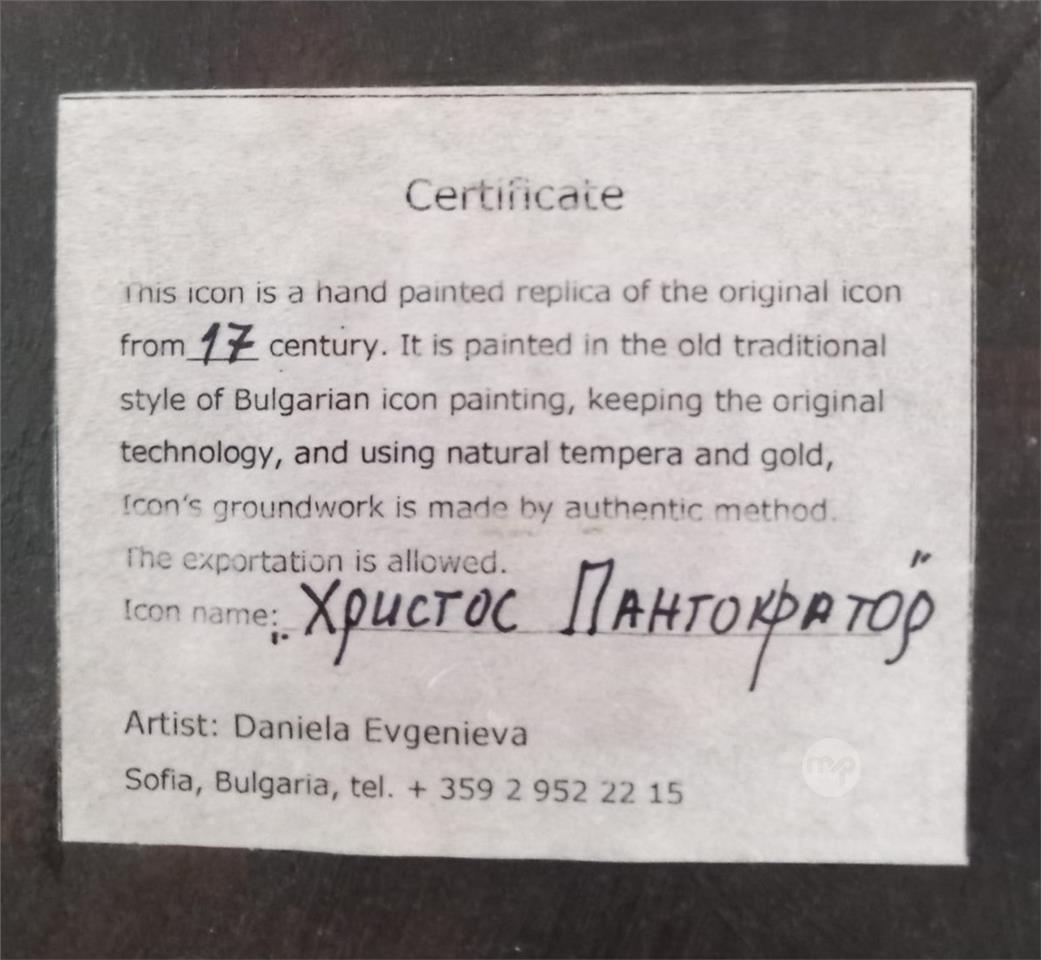 Certificate
This icon is a hand painted replica of the original icon
from 17 century. It is painted in the old traditional
style of Bulgarian icon painting, keeping the original
technology, and using natural tempera and gold,
Icon's groundwork is made by authentic method.
The exportation is allowed.
Icon name: „Христос Пантократор"
Artist: Daniela Evgenieva
Sofia, Bulgaria, tel. + 359 2 952 22 15
mp